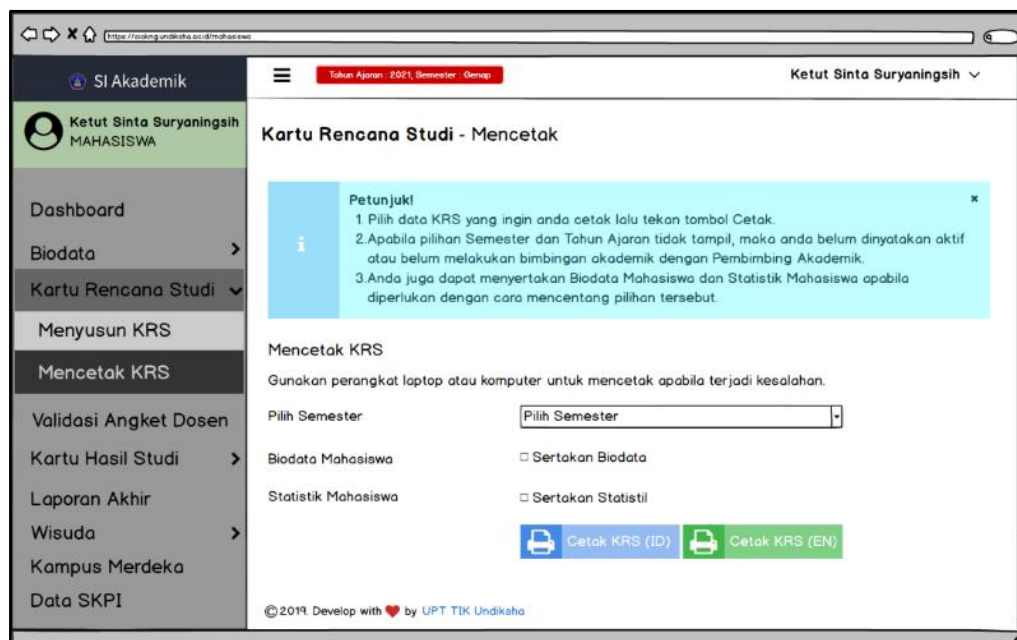 https://siakng.undiksha.ac.id/mahasiswa
SI Akademik
Tahun Ajaran : 2021, Semester : Genap
Ketut Sinta Suryaningsih
Ketut Sinta Suryaningsih
MAHASISWA
Dashboard
Biodata
Kartu Rencana Studi
Menyusun KRS
Mencetak KRS
Validasi Angket Dosen
Kartu Hasil Studi
Laporan Akhir
Wisuda
Kampus Merdeka
Data SKPI
Kartu Rencana Studi - Mencetak
Petunjuk!
1. Pilih data KRS yang ingin anda cetak lalu tekan tombol Cetak.
2. Apabila pilihan Semester dan Tahun Ajaran tidak tampil, maka anda belum dinyatakan aktif
atau belum melakukan bimbingan akademik dengan Pembimbing Akademik.
3. Anda juga dapat menyertakan Biodata Mahasiswa dan Statistik Mahasiswa apabila
diperlukan dengan cara mencentang pilihan tersebut.
Mencetak KRS
Gunakan perangkat laptop atau komputer untuk mencetak apabila terjadi kesalahan.
Pilih Semester
Pilih Semester
Biodata Mahasiswa
Sertakan Biodata
Statistik Mahasiswa
Sertakan Statistil
Cetak KRS (ID)
Cetak KRS (EN)
© 2019. Develop with ❤ by UPT TIK Undiksha